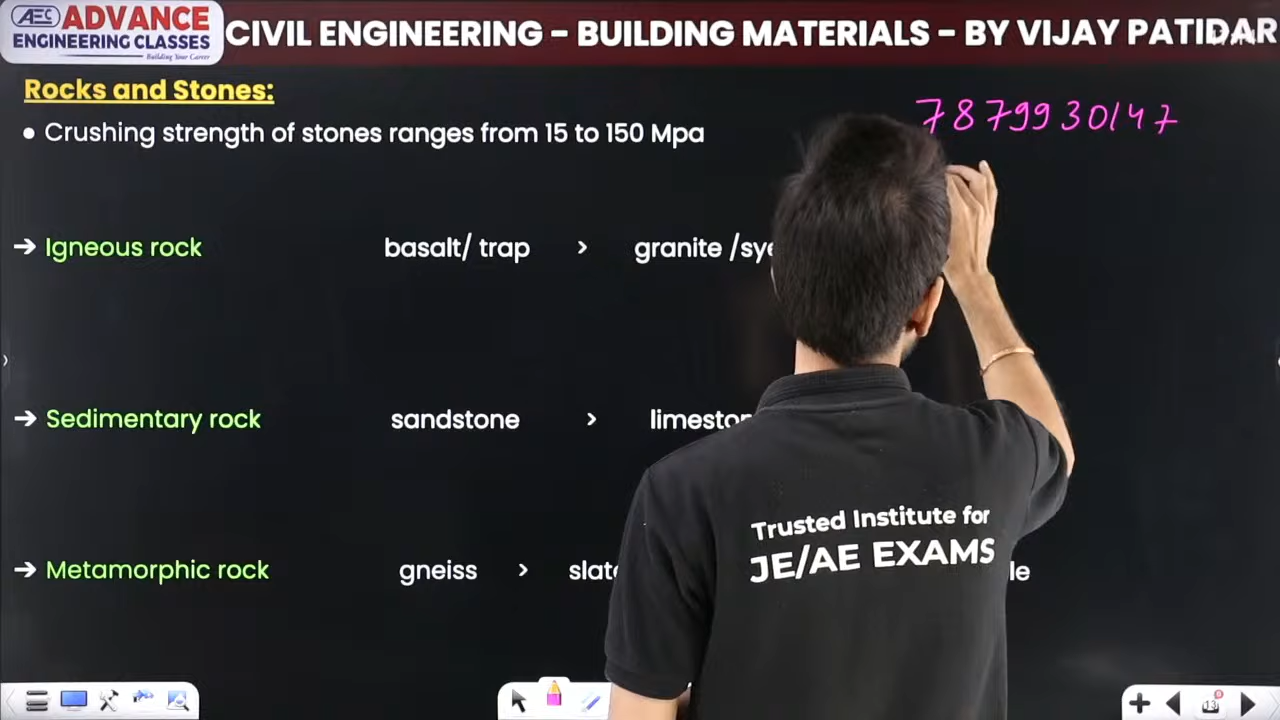 AEC ADVANCE
ENGINEERING CLASSES
Building Your Career
CIVIL ENGINEERING - BUILDING MATERIALS - BY VIJAY PATIDAR
Rocks and Stones:
7879930147
• Crushing strength of stones ranges from 15 to 150 Mpa
→ Igneous rock basalt/ trap > granite /sye
→ Sedimentary rock sandstone > limeston
Trusted Institute for
JE/AE EXAMS
→ Metamorphic rock gneiss > slat le
13